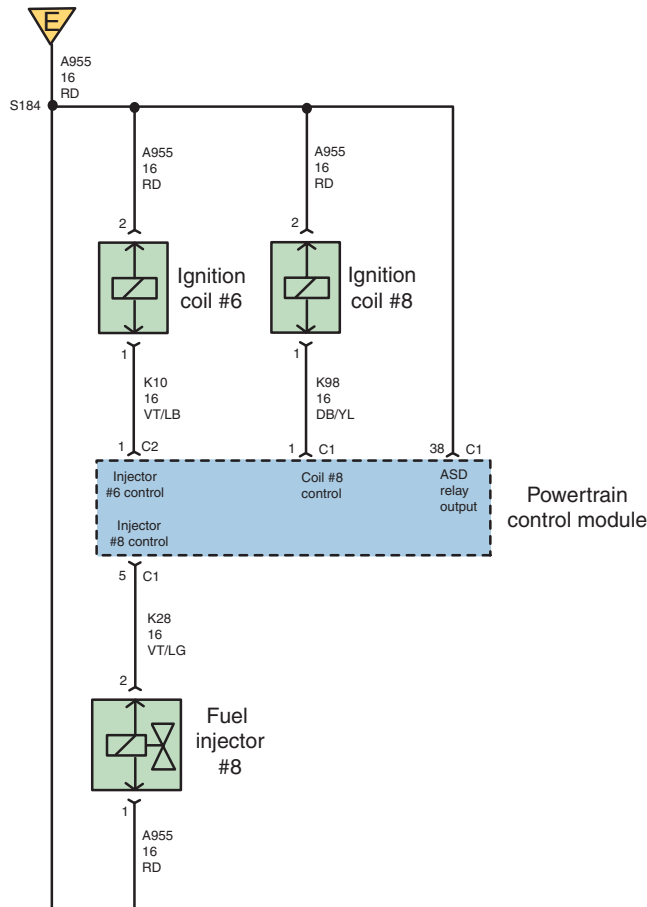 E
A955
16
RD
S184
A955
16
RD
A955
16
RD
2
2
Ignition
coil #6
Ignition
coil #8
1
1
K10
16
VT/LB
K98
16
DB/YL
1 C2
1 C1
38 C1
Injector
#6 control
Coil #8
control
ASD
relay
output
Injector
#8 control
Powertrain
control module
5 C1
K28
16
VT/LG
2
Fuel
injector
#8
1
A955
16
RD